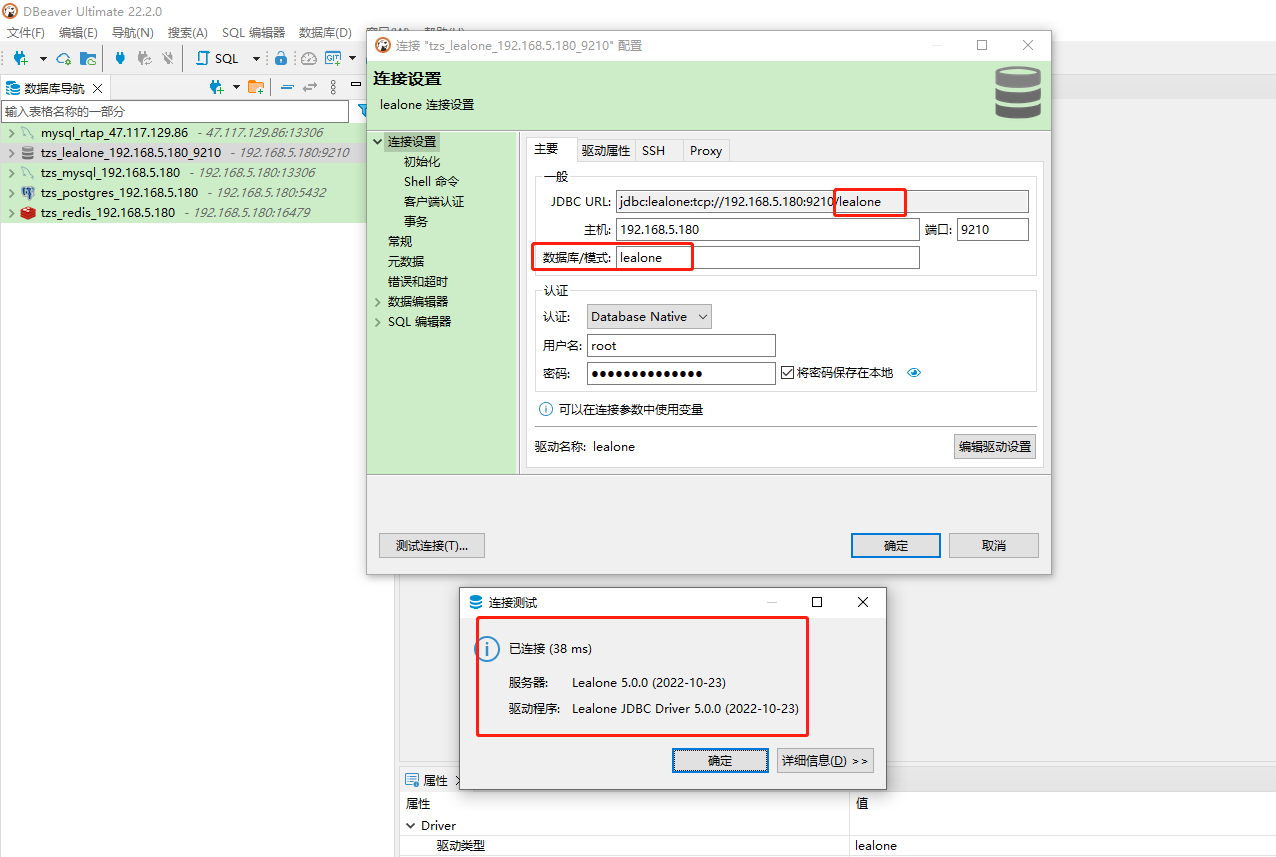 DBeaver Ultimate 22.2.0
文件(F) 编辑(E) 导航(N) 搜索(A) SQL 编辑器 数据库(D)
SQL GIT
数据库导航
输入表格名称的一部分
mysql_rtap_47.117.129.86 - 47.117.129.86:13306
tzs_lealone_192.168.5.180_9210 - 192.168.5.180:9210
tzs_mysql_192.168.5.180 - 192.168.5.180:13306
tzs_postgres_192.168.5.180 - 192.168.5.180:5432
tzs_redis_192.168.5.180 - 192.168.5.180:16479
连接 "tzs_lealone_192.168.5.180_9210" 配置
连接设置
lealone 连接设置
连接设置
初始化
Shell 命令
客户端认证
事务
常规
元数据
错误和超时
数据编辑器
SQL 编辑器
主要 驱动属性 SSH Proxy
一般
JDBC URL: jdbc:lealone:tcp://192.168.5.180:9210/lealone
主机: 192.168.5.180 端口: 9210
数据库/模式: lealone
认证
认证: Database Native
用户名: root
密码: ●●●●●●●●●●●●●● 将密码保存在本地
可以在连接参数中使用变量
驱动名称: lealone 编辑驱动设置
测试连接(T)... 确定 取消
连接测试
已连接 (38 ms)
服务器: Lealone 5.0.0 (2022-10-23)
驱动程序: Lealone JDBC Driver 5.0.0 (2022-10-23)
确定 详细信息(D) >>
属性
属性 值
Driver
驱动类型 lealone